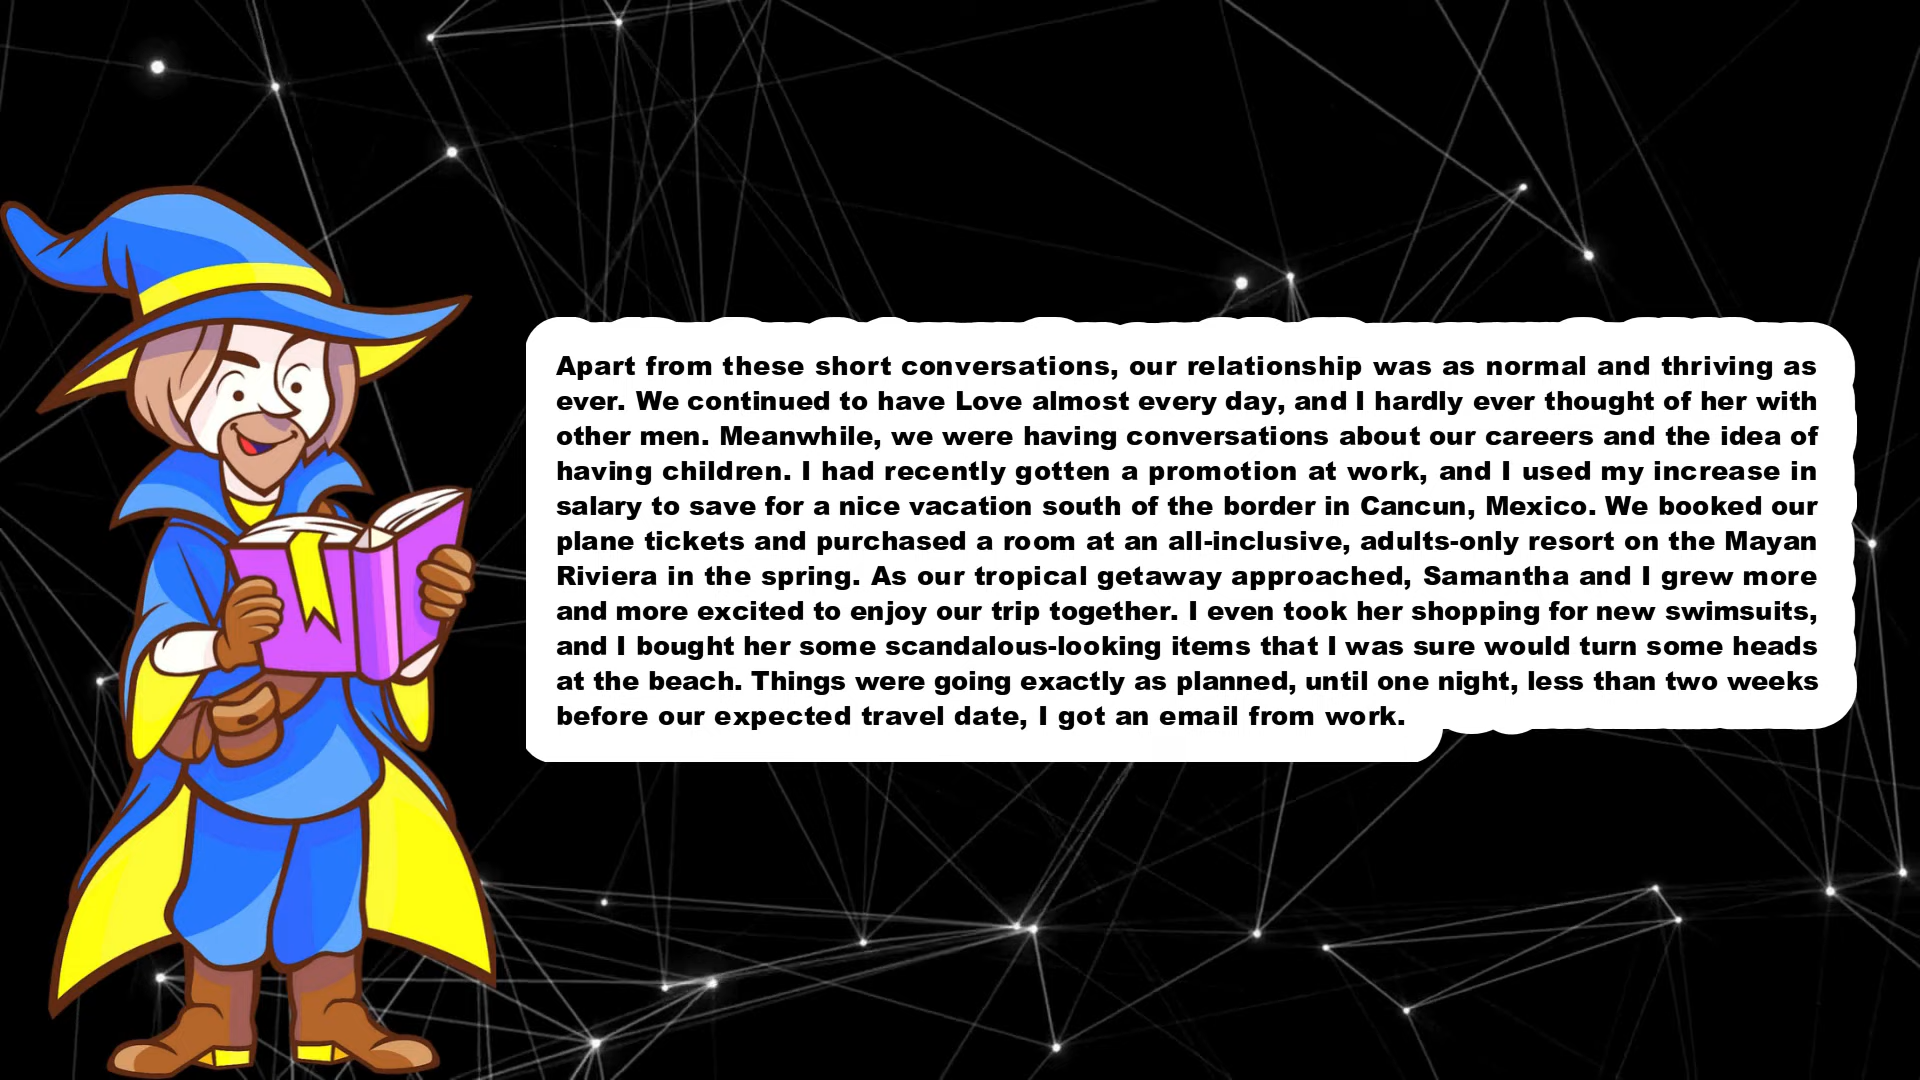 Apart from these short conversations, our relationship was as normal and thriving as
ever. We continued to have Love almost every day, and I hardly ever thought of her with
other men. Meanwhile, we were having conversations about our careers and the idea of
having children. I had recently gotten a promotion at work, and I used my increase in
salary to save for a nice vacation south of the border in Cancun, Mexico. We booked our
plane tickets and purchased a room at an all-inclusive, adults-only resort on the Mayan
Riviera in the spring. As our tropical getaway approached, Samantha and I grew more
and more excited to enjoy our trip together. I even took her shopping for new swimsuits,
and I bought her some scandalous-looking items that I was sure would turn some heads
at the beach. Things were going exactly as planned, until one night, less than two weeks
before our expected travel date, I got an email from work.